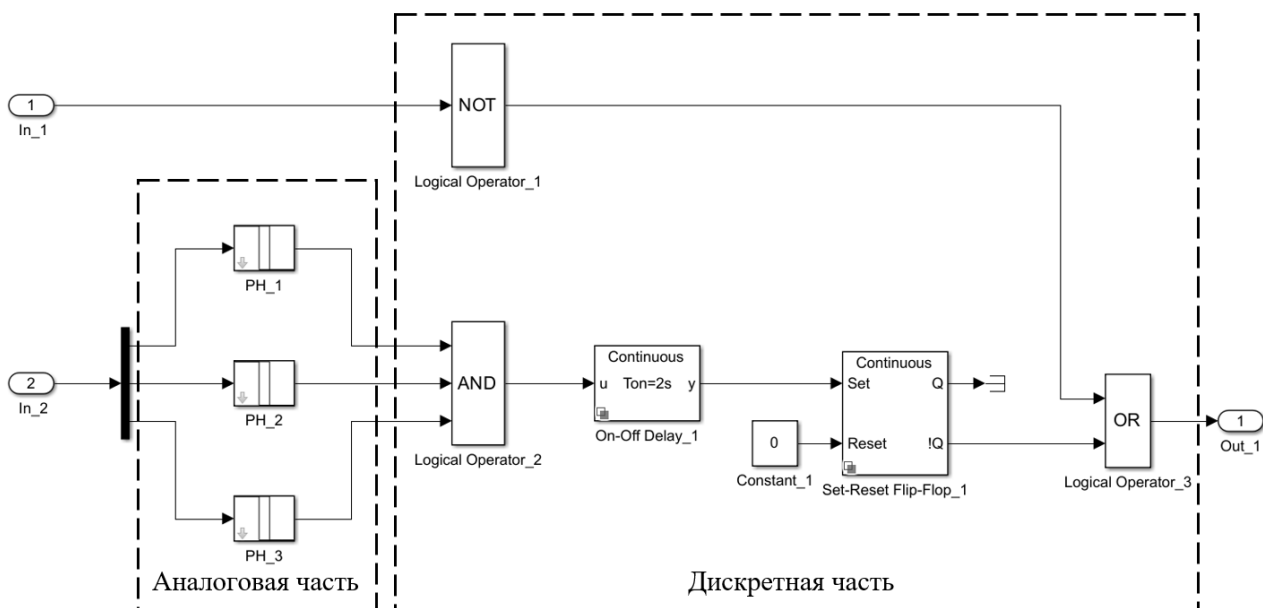 NOT
1
In_1
Logical Operator_1
PH_1
Continuous
u Ton=2s y
On-Off Delay_1
Continuous
Set Q
Reset !Q
Set-Reset Flip-Flop_1
2
In_2
PH_2
AND
Logical Operator_2
0
Constant_1
OR
Logical Operator_3
1
Out_1
PH_3
Аналоговая часть
Дискретная часть